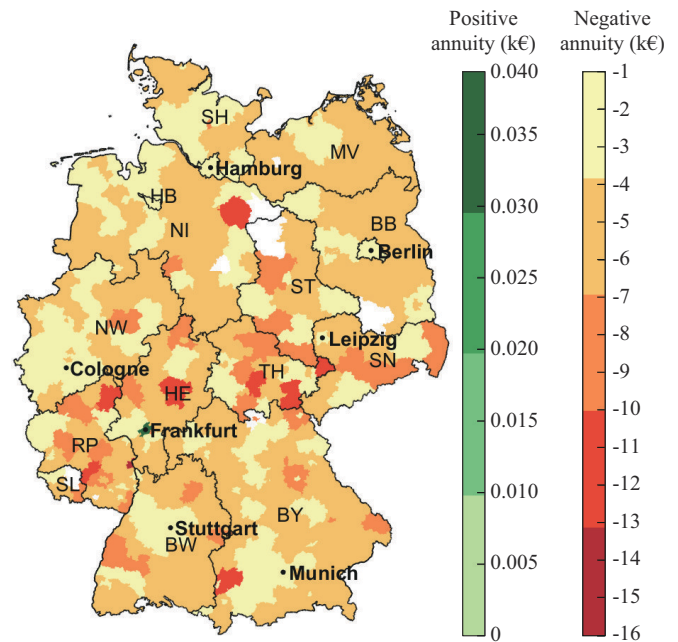 Positive
annuity (k€)
Negative
annuity (k€)
0.040
0.030
0.025
0.020
0.015
0.010
0.005
0
-1
-2
-3
-4
-5
-6
-7
-8
-9
-10
-11
-12
-13
-14
-15
-16
SH
MV
Hamburg
HB
NI
BB
Berlin
ST
NW
Leipzig
SN
Cologne
TH
HE
Frankfurt
RP
SL
BY
Stuttgart
BW
Munich